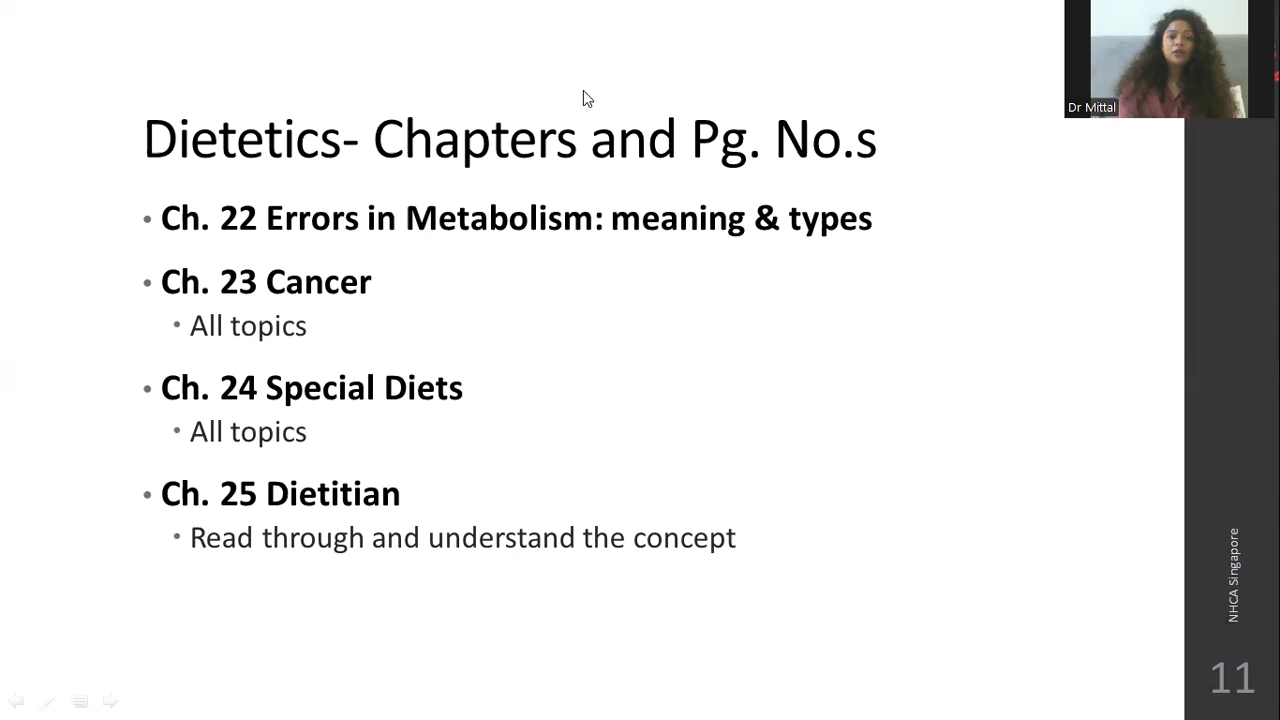 Dr Mittal
Dietetics- Chapters and Pg. No.s
• Ch. 22 Errors in Metabolism: meaning & types
• Ch. 23 Cancer
• All topics
• Ch. 24 Special Diets
• All topics
• Ch. 25 Dietitian
• Read through and understand the concept
NHCA Singapore
11